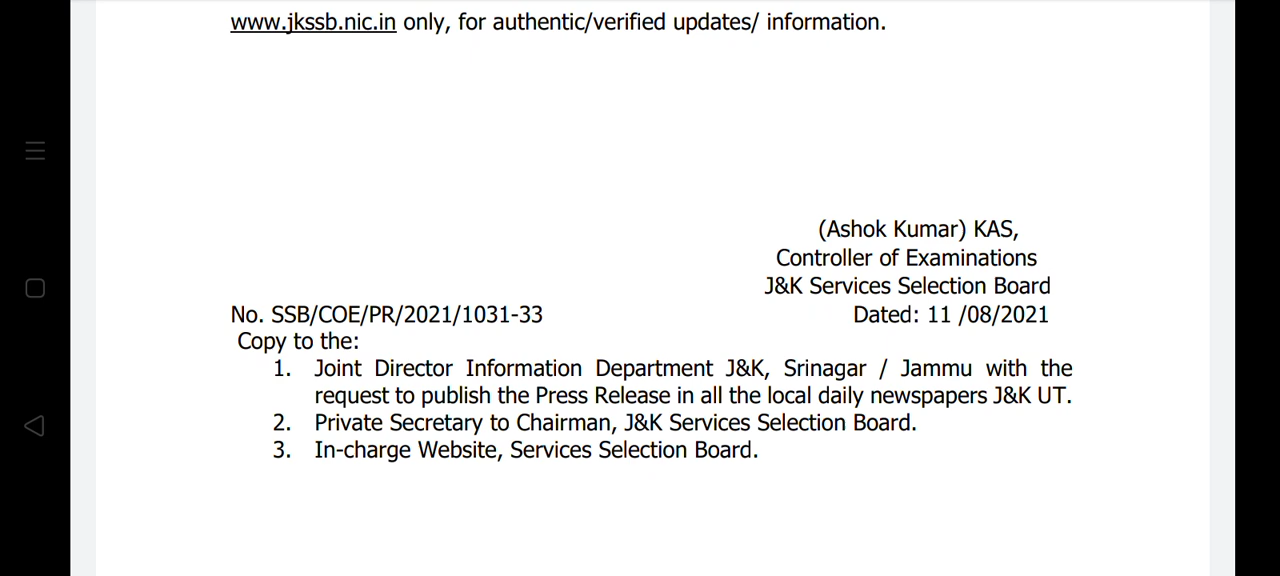 www.jkssb.nic.in only, for authentic/verified updates/ information.
(Ashok Kumar) KAS,
Controller of Examinations
J&K Services Selection Board
No. SSB/COE/PR/2021/1031-33 Dated: 11 /08/2021
Copy to the:
1. Joint Director Information Department J&K, Srinagar / Jammu with the
request to publish the Press Release in all the local daily newspapers J&K UT.
2. Private Secretary to Chairman, J&K Services Selection Board.
3. In-charge Website, Services Selection Board.